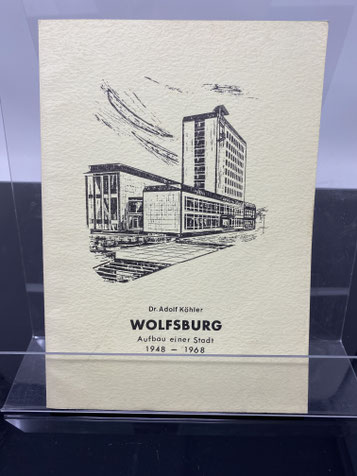 Dr. Adolf Köhler
WOLFSBURG
Aufbau einer Stadt
1948 – 1968